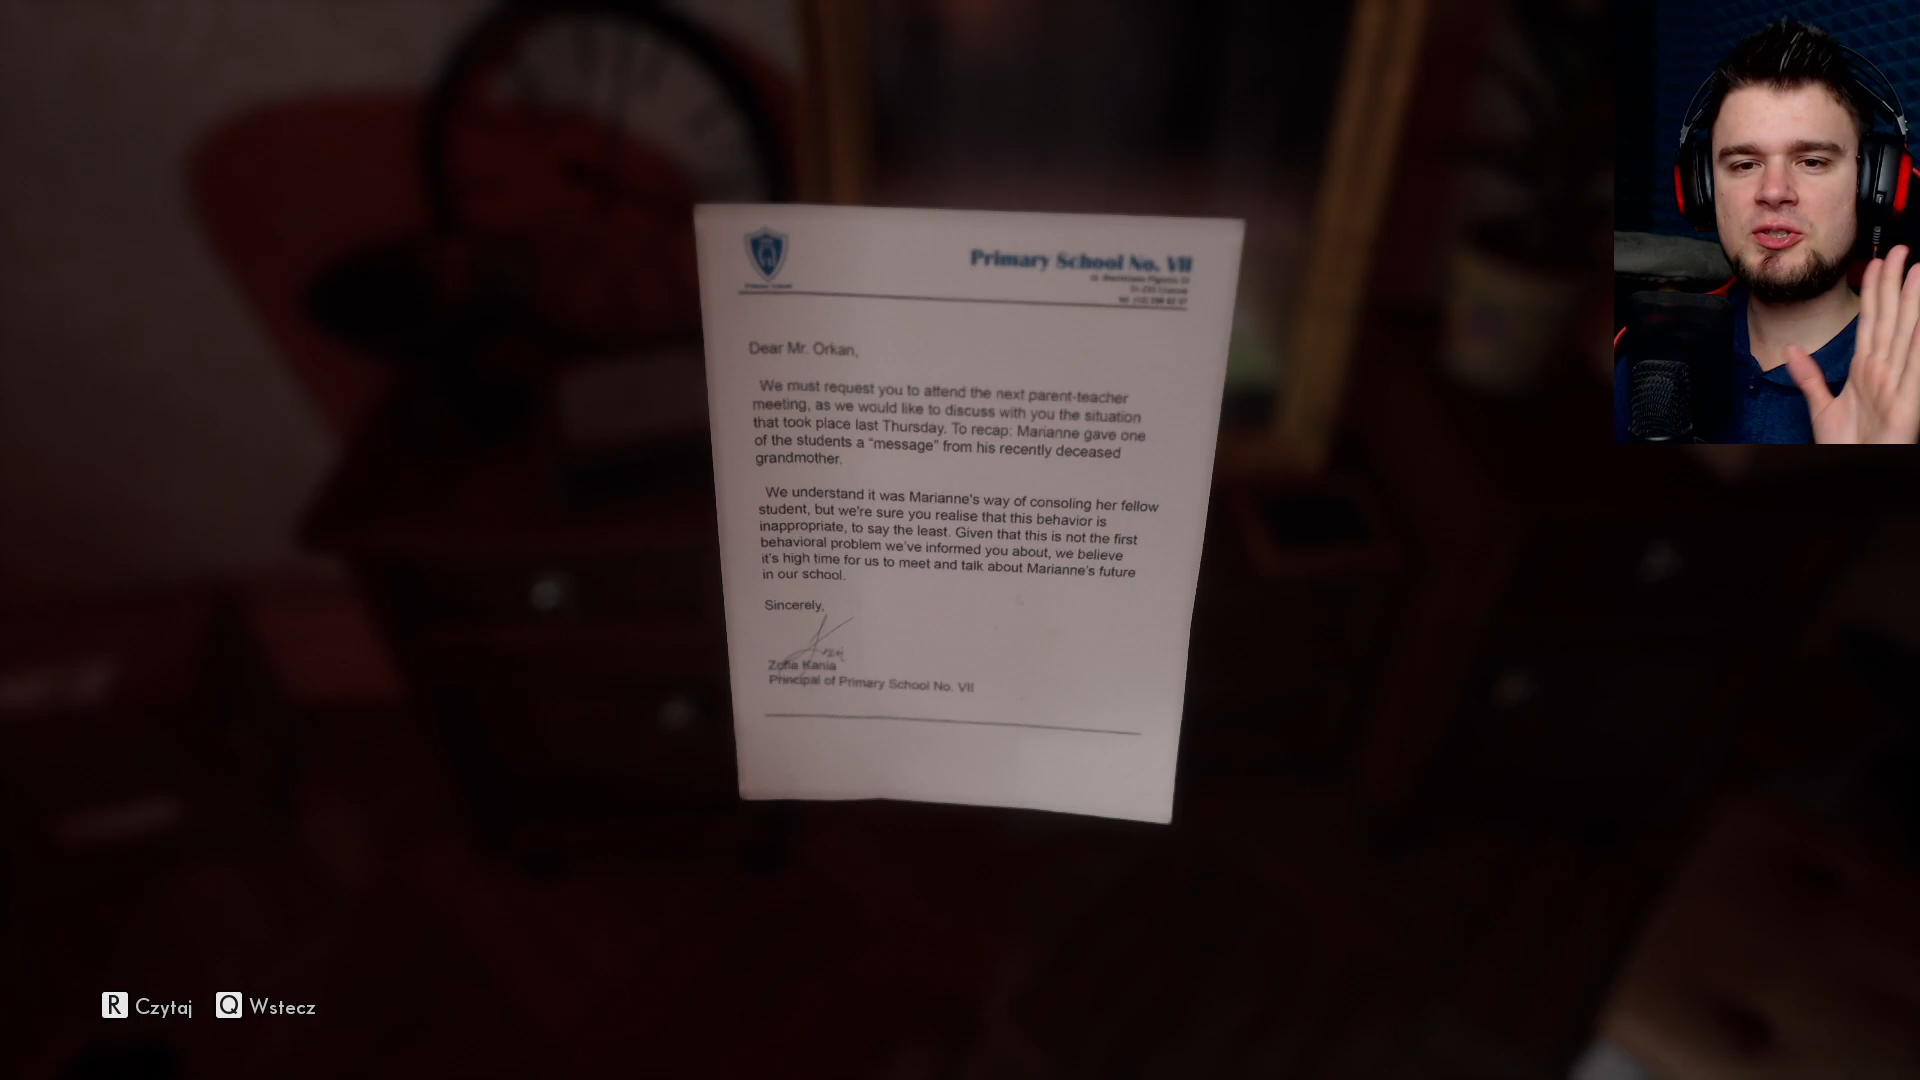 Primary School No. VII
Dear Mr. Orkan,
We must request you to attend the next parent-teacher
meeting, as we would like to discuss with you the situation
that took place last Thursday. To recap: Marianne gave one
of the students a “message” from his recently deceased
grandmother.
We understand it was Marianne's way of consoling her fellow
student, but we're sure you realise that this behavior is
inappropriate, to say the least. Given that this is not the first
behavioral problem we've informed you about, we believe
it's high time for us to meet and talk about Marianne's future
in our school.
Sincerely,
Zofia Kania
Principal of Primary School No. VII
R Czytaj Q Wstecz